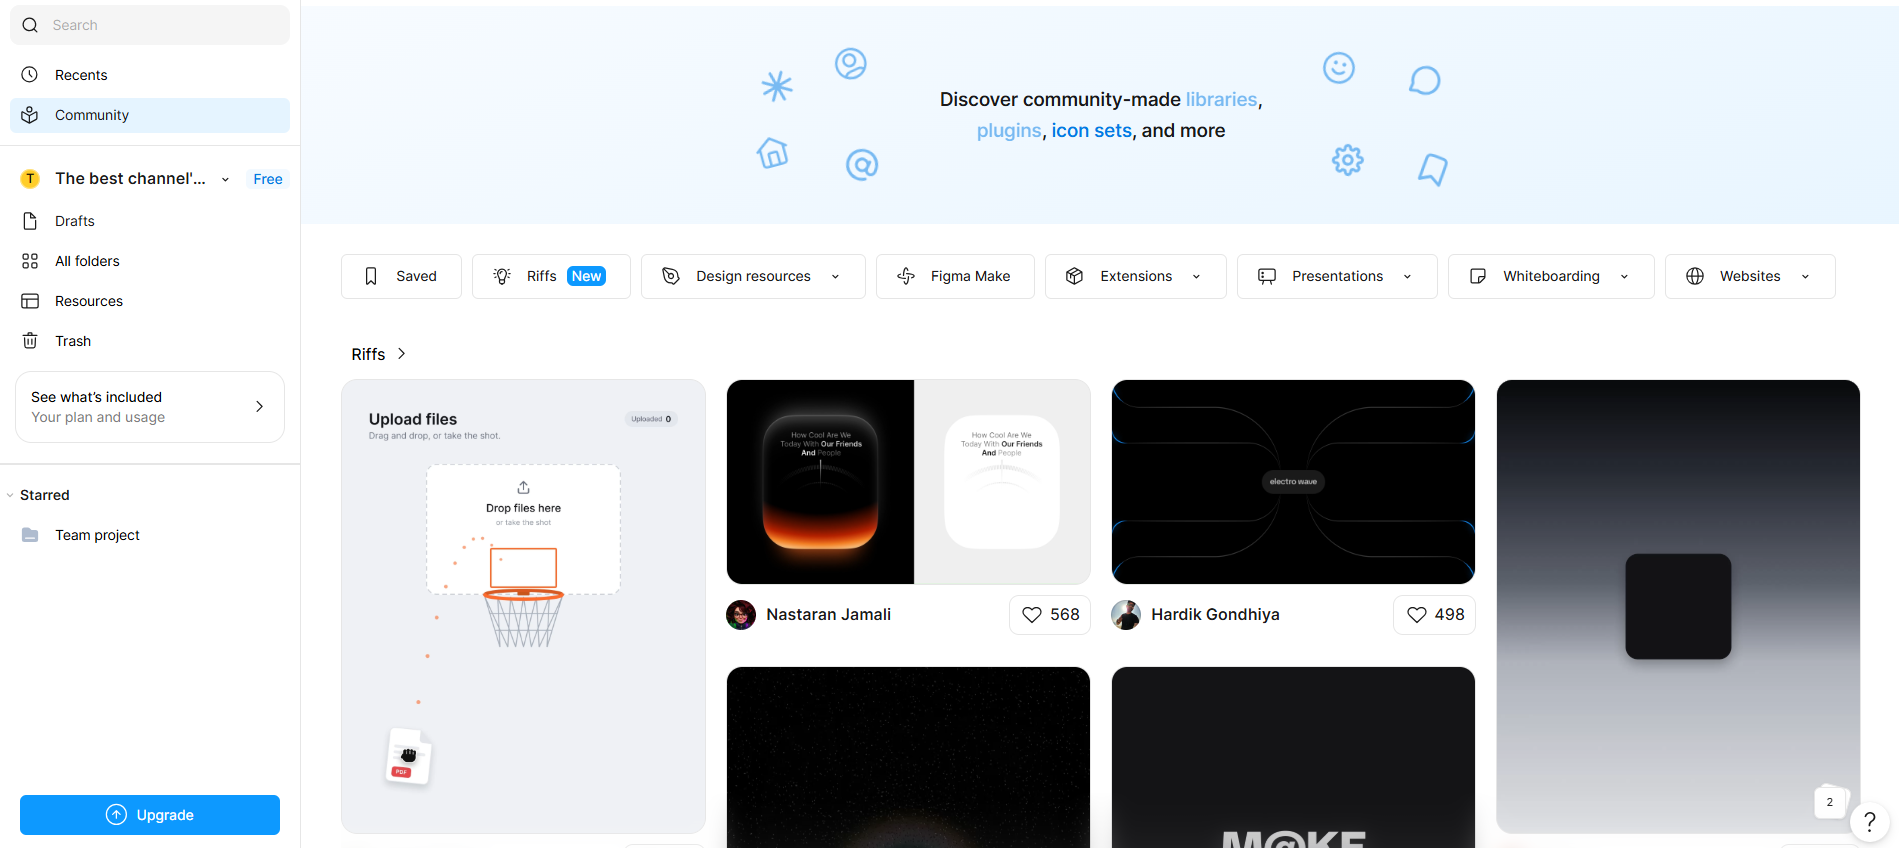 Search
Recents
Community
T The best channel'... Free
Drafts
All folders
Resources
Trash
See what's included
Your plan and usage
Starred
Team project
Upgrade
Discover community-made libraries,
plugins, icon sets, and more
Saved
Riffs New
Design resources
Figma Make
Extensions
Presentations
Whiteboarding
Websites
Riffs
Upload files
Uploaded 0
Drag and drop, or take the shot.
Drop files here
or take the shot
PDF
How Cool Are We
Today With Our Friends
And People
How Cool Are We
Today With Our Friends
And People
Nastaran Jamali
568
electro wave
Hardik Gondhiya
498
M@KE
2
?